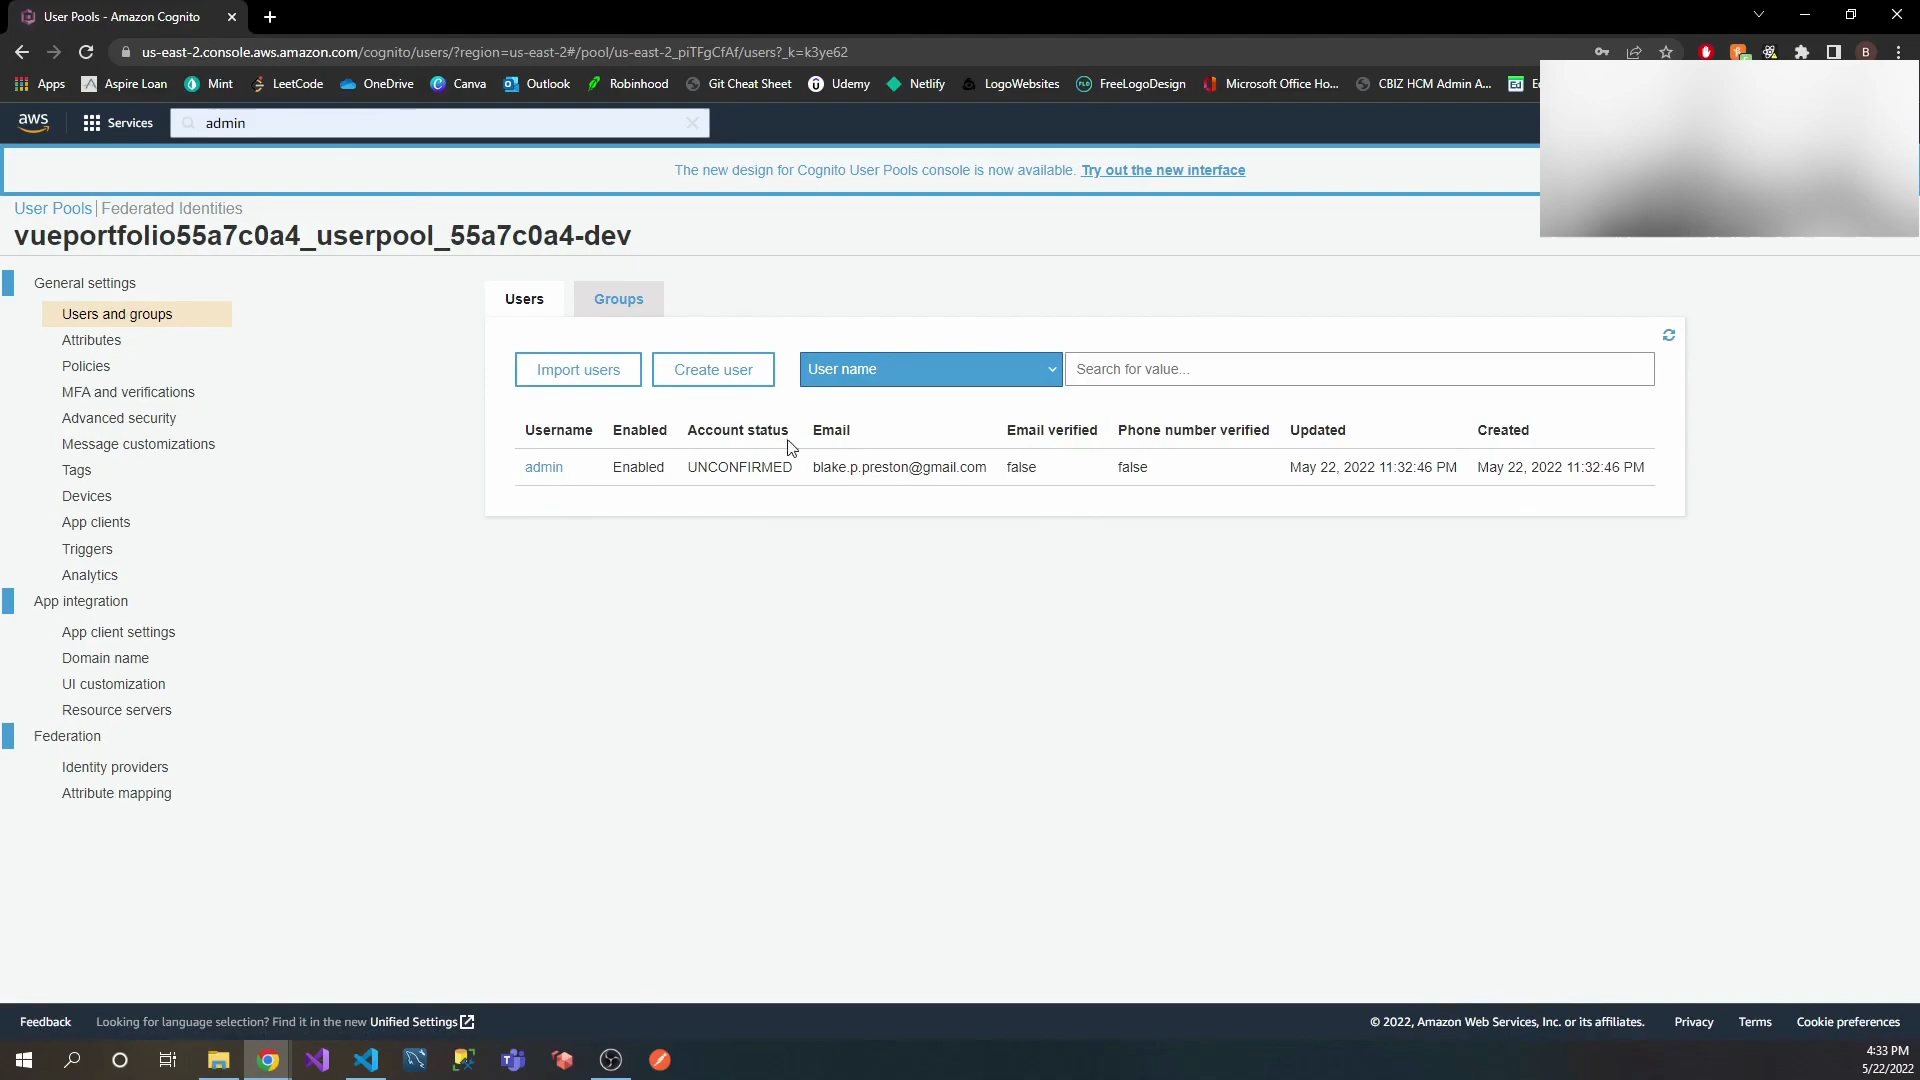 User Pools - Amazon Cognito
us-east-2.console.aws.amazon.com/cognito/users/?region=us-east-2#/pool/us-east-2_piTFgCfAf/users?_k=k3ye62
B
Apps Aspire Loan Mint LeetCode OneDrive Canva Outlook Robinhood Git Cheat Sheet Udemy Netlify LogoWebsites FreeLogoDesign Microsoft Office Ho... CBIZ HCM Admin A...
aws Services admin
The new design for Cognito User Pools console is now available. Try out the new interface
User Pools | Federated Identities
vueportfolio55a7c0a4_userpool_55a7c0a4-dev
General settings
Users and groups
Attributes
Policies
MFA and verifications
Advanced security
Message customizations
Tags
Devices
App clients
Triggers
Analytics
App integration
App client settings
Domain name
UI customization
Resource servers
Federation
Identity providers
Attribute mapping
Users Groups
Import users Create user User name Search for value...
Username Enabled Account status Email Email verified Phone number verified Updated Created
admin Enabled UNCONFIRMED blake.p.preston@gmail.com false false May 22, 2022 11:32:46 PM May 22, 2022 11:32:46 PM
Feedback Looking for language selection? Find it in the new Unified Settings © 2022, Amazon Web Services, Inc. or its affiliates. Privacy Terms Cookie preferences
4:33 PM
5/22/2022